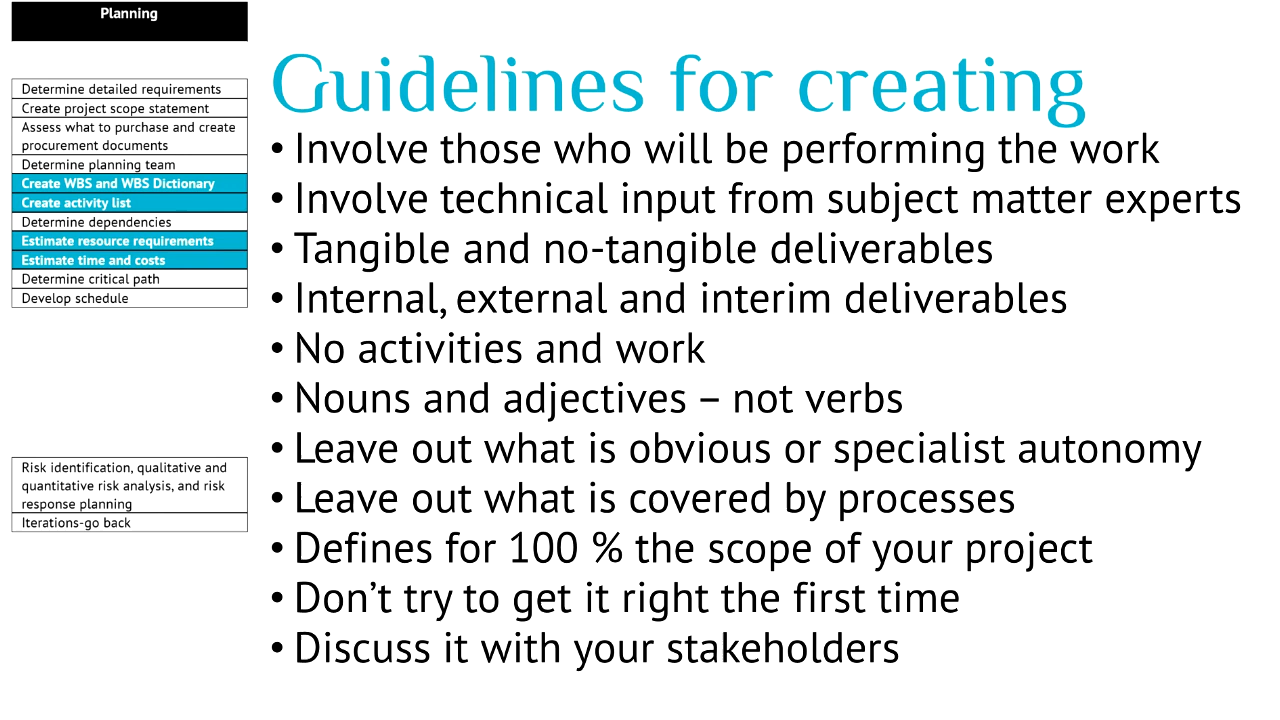 Planning
Determine detailed requirements
Create project scope statement
Assess what to purchase and create
procurement documents
Determine planning team
Create WBS and WBS Dictionary
Create activity list
Determine dependencies
Estimate resource requirements
Estimate time and costs
Determine critical path
Develop schedule
Risk identification, qualitative and
quantitative risk analysis, and risk
response planning
Iterations-go back
Guidelines for creating
• Involve those who will be performing the work
• Involve technical input from subject matter experts
• Tangible and no-tangible deliverables
• Internal, external and interim deliverables
• No activities and work
• Nouns and adjectives – not verbs
• Leave out what is obvious or specialist autonomy
• Leave out what is covered by processes
• Defines for 100 % the scope of your project
• Don’t try to get it right the first time
• Discuss it with your stakeholders